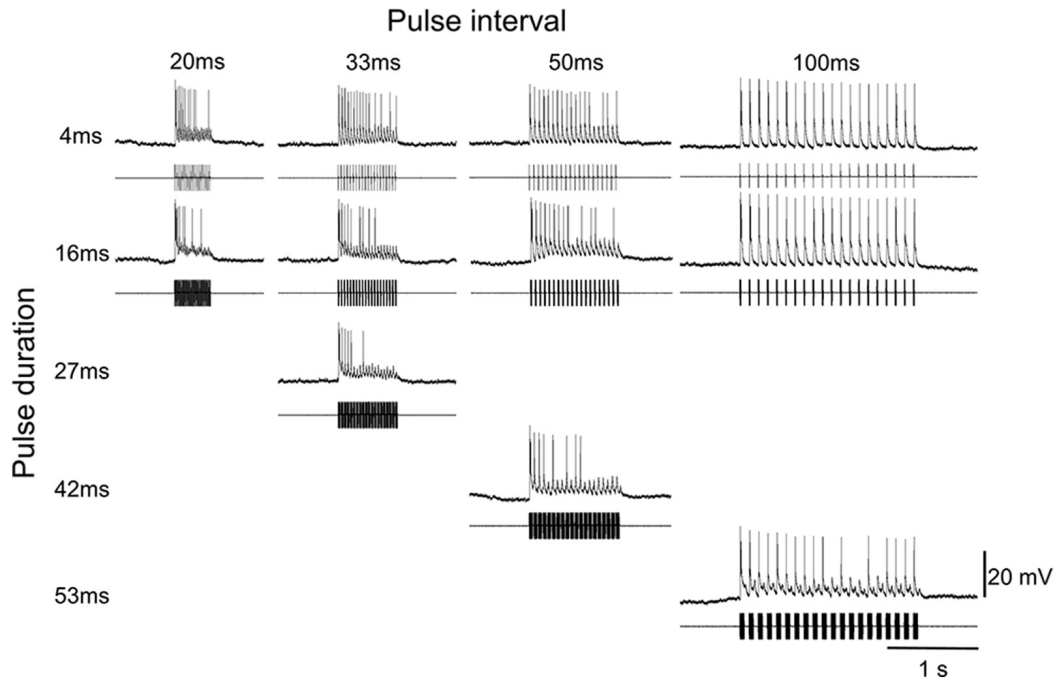 Pulse interval
20ms 33ms 50ms 100ms
4ms
16ms
27ms
42ms
53ms
Pulse duration
20 mV
1 s